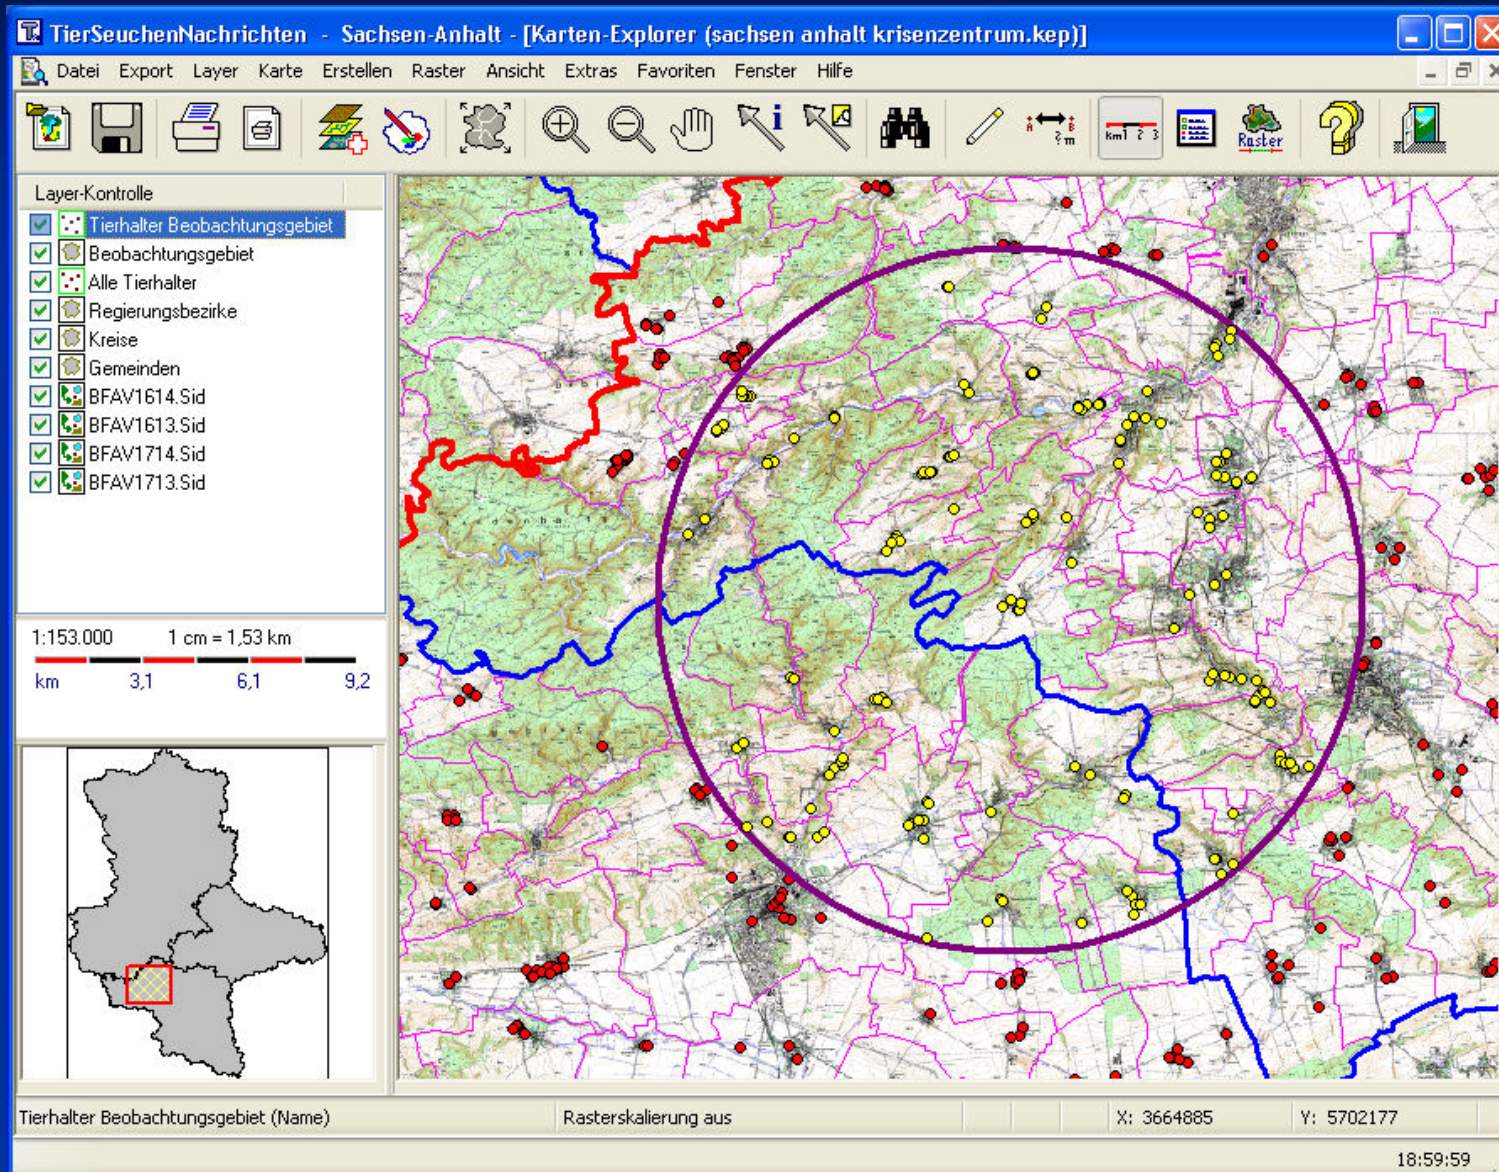 TierSeuchenNachrichten - Sachsen-Anhalt - [Karten-Explorer (sachsen anhalt krisenzentrum.kep)]
Datei Export Layer Karte Erstellen Raster Ansicht Extras Favoriten Fenster Hilfe
km1 2 3
Raster
Layer-Kontrolle
Tierhalter Beobachtungsgebiet
Beobachtungsgebiet
Alle Tierhalter
Regierungsbezirke
Kreise
Gemeinden
BFAV1614.Sid
BFAV1613.Sid
BFAV1714.Sid
BFAV1713.Sid
1:153.000 1 cm = 1,53 km
km 3,1 6,1 9,2
Tierhalter Beobachtungsgebiet (Name) Rasterskalierung aus X: 3664885 Y: 5702177
18:59:59